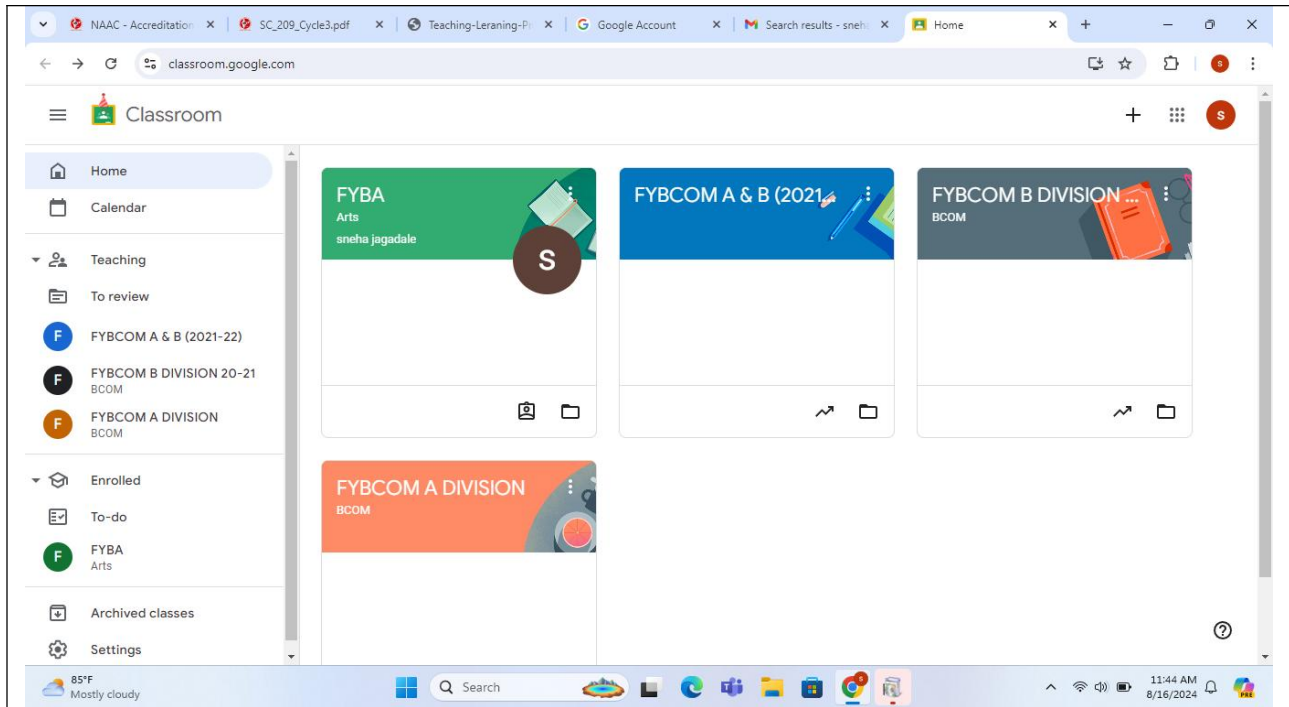 NAAC - Accreditation
SC_209_Cycle3.pdf
Teaching-Leraning-P
Google Account
Search results - sneh
Home
classroom.google.com
S
Classroom
S
Home
Calendar
Teaching
To review
F
FYBCOM A & B (2021-22)
F
FYBCOM B DIVISION 20-21
BCOM
F
FYBCOM A DIVISION
BCOM
Enrolled
To-do
F
FYBA
Arts
Archived classes
Settings
FYBA
Arts
sneha jagadale
S
FYBCOM A & B (2021
FYBCOM B DIVISION ...
BCOM
FYBCOM A DIVISION
BCOM
85°F
Mostly cloudy
Search
11:44 AM
8/16/2024
PRE